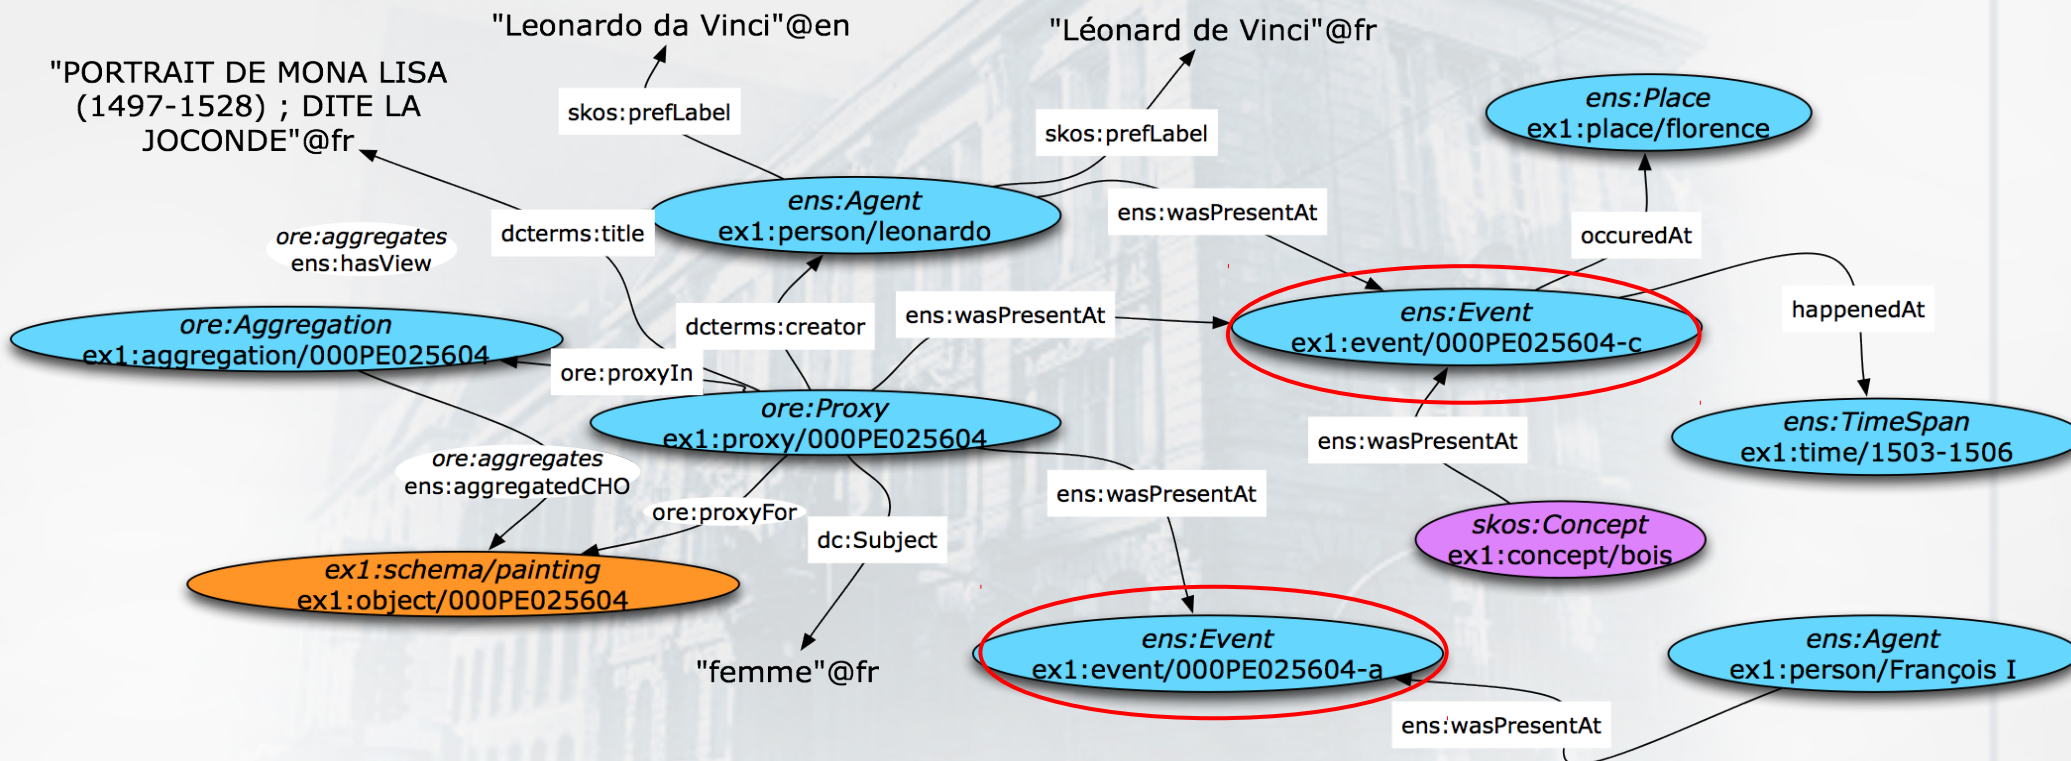 "Leonardo da Vinci"@en
"Léonard de Vinci"@fr
"PORTRAIT DE MONA LISA
(1497-1528) ; DITE LA
JOCONDE"@fr
skos:prefLabel
skos:prefLabel
ens:Place
ex1:place/florence
ens:Agent
ex1:person/leonardo
ens:wasPresentAt
occuredAt
dcterms:title
ore:aggregates
ens:hasView
ore:Aggregation
ex1:aggregation/000PE025604
dcterms:creator
ens:wasPresentAt
ens:Event
ex1:event/000PE025604-c
happenedAt
ore:proxyIn
ore:Proxy
ex1:proxy/000PE025604
ens:wasPresentAt
ens:TimeSpan
ex1:time/1503-1506
ore:aggregates
ens:aggregatedCHO
ore:proxyFor
ens:wasPresentAt
dc:Subject
skos:Concept
ex1:concept/bois
ex1:schema/painting
ex1:object/000PE025604
"femme"@fr
ens:Event
ex1:event/000PE025604-a
ens:Agent
ex1:person/François I
ens:wasPresentAt